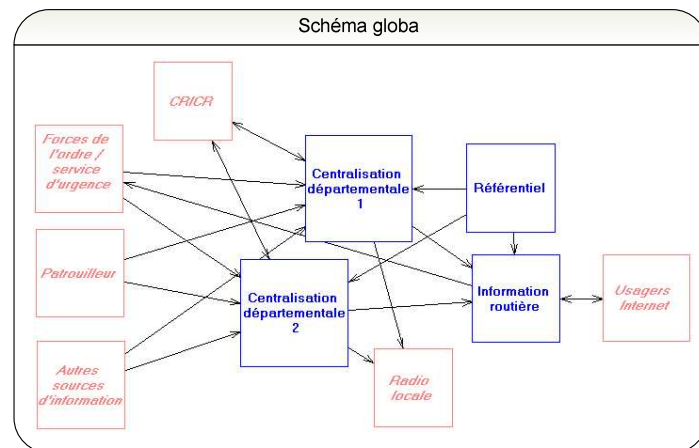 Schéma globa
CRICR
Forces de
l'ordre /
service
d'urgence
Centralisation
départementale
1
Référentiel
Patrouilleur
Centralisation
départementale
2
Information
routière
Usagers
Internet
Autres
sources
d'information
Radio
locale